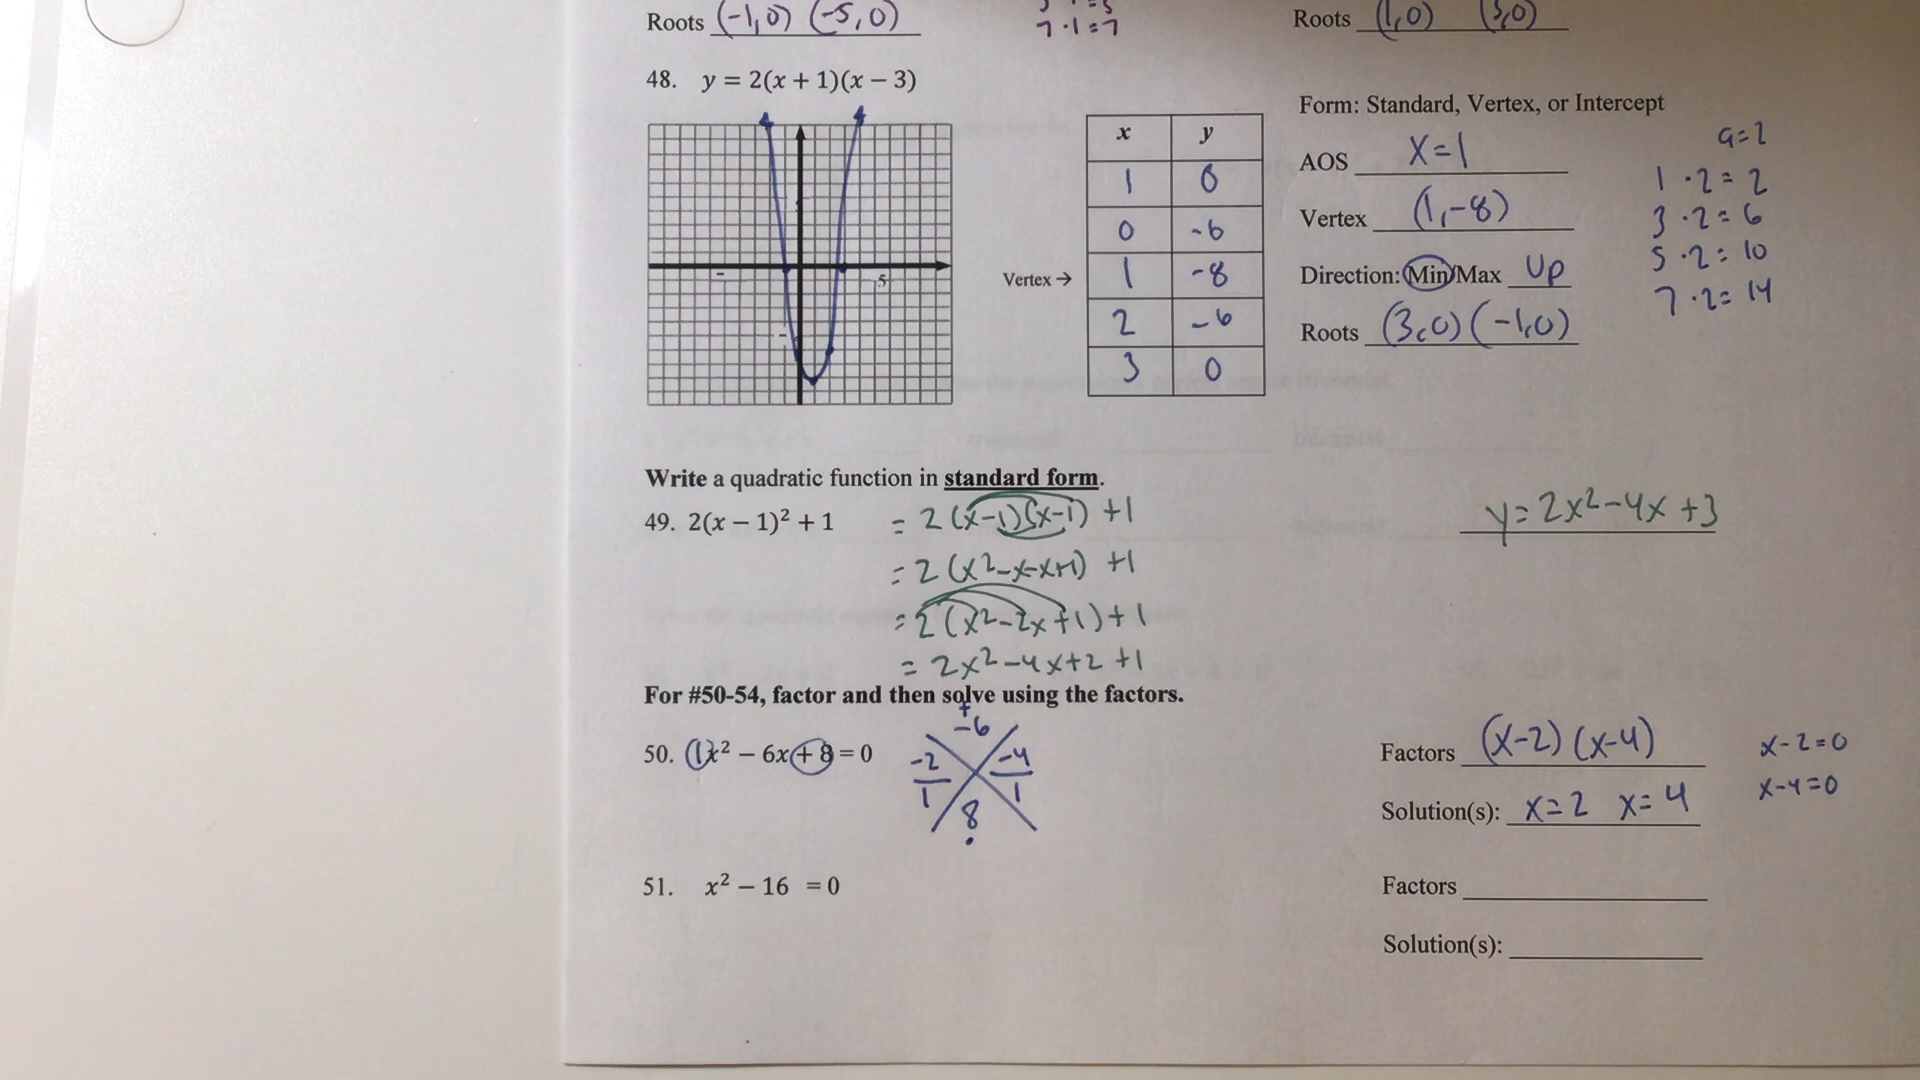 Roots (-1,0) (-5,0)
7·1=7
Roots (1,0) (3,0)
48. y = 2(x + 1)(x − 3)
5
Vertex →
x y
1 0
0 -6
1 -8
2 -6
3 0
Form: Standard, Vertex, or Intercept
AOS x=1
Vertex (1,-8)
Direction: Min/Max Up
Roots (3,0) (-1,0)
a=2
1·2=2
3·2=6
5·2=10
7·2=14
Write a quadratic function in standard form.
49. 2(x − 1)² + 1
= 2(x-1)(x-1) +1
= 2(x²-x-x+1) +1
= 2(x²-2x+1)+1
= 2x²-4x+2+1
y=2x²-4x+3
For #50-54, factor and then solve using the factors.
50. 1x² − 6x + 8 = 0
+
-6
-2 -4
1 1
8
·
Factors (x-2)(x-4)
Solution(s): x=2 x=4
x-2=0
x-4=0
51. x² − 16 = 0
Factors
Solution(s):